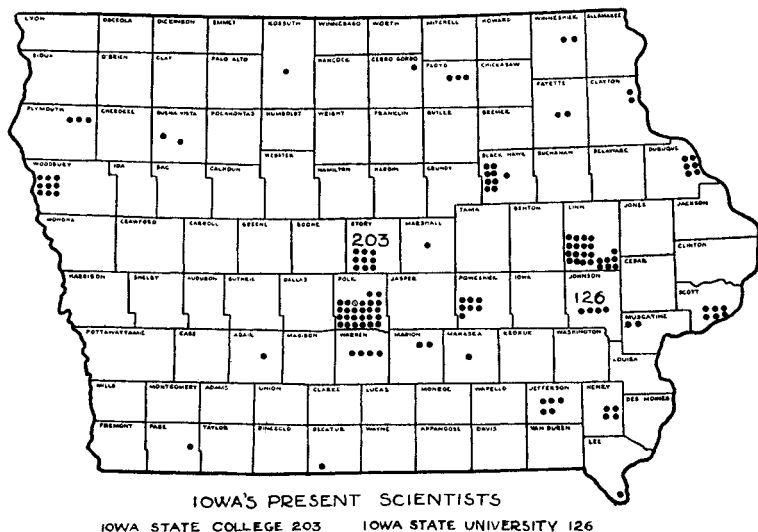 LYON OSCEOLA DICKINSON EMMET KOSSUTH WINNEBAGO WORTH MITCHELL HOWARD WINNESHIEK ALLAMAKEE
SIOUX O'BRIEN CLAY PALO ALTO HANCOCK CERRO GORDO FLOYD CHICKASAW
FAYETTE CLAYTON
PLYMOUTH CHEROKEE BUENA VISTA POCAHONTAS HUMBOLDT WRIGHT FRANKLIN BUTLER BREMER
WEBSTER BLACK HAWK BUCHANAN DELAWARE DUBUQUE
WOODBURY IDA SAC CALHOUN HAMILTON HARDIN GRUNDY
TAMA BENTON LINN JONES JACKSON
MONONA CRAWFORD CARROLL GREENE BOONE STORY MARSHALL
203
CLINTON
CEDAR
HARRISON SHELBY AUDUBON GUTHRIE DALLAS POLK JASPER POWESHIEK IOWA JOHNSON
SCOTT
126
MUSCATINE
POTTAWATTAMIE CASS ADAIR MADISON WARREN MARION MAHASKA KEOKUK WASHINGTON
LOUISA
MILLS MONTGOMERY ADAMS UNION CLARKE LUCAS MONROE WAPELLO JEFFERSON HENRY
DES MOINES
FREMONT PAGE TAYLOR RINGGOLD DECATUR WAYNE APPANOOSE DAVIS VAN BUREN
LEE
IOWA'S PRESENT SCIENTISTS
IOWA STATE COLLEGE 203 IOWA STATE UNIVERSITY 126